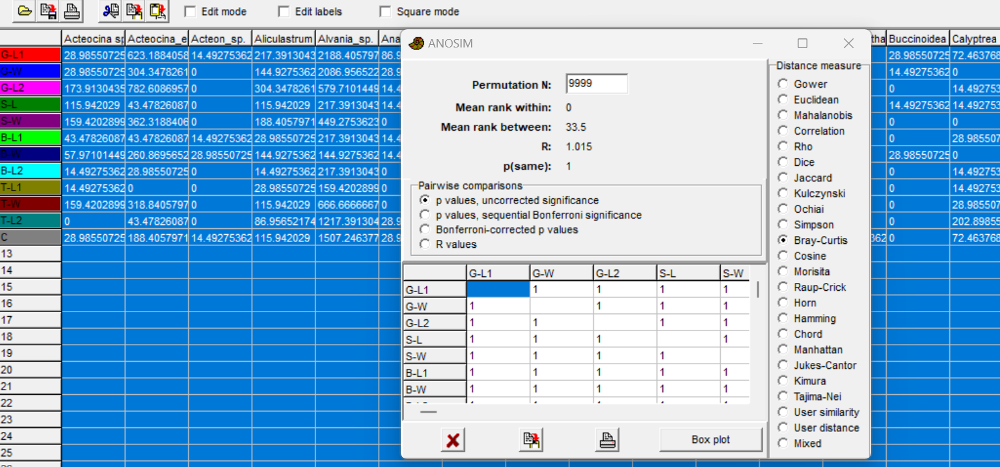 Edit mode Edit labels Square mode
Acteocina sp Acteocina_e Acteon_sp. Aliculastrum Alvania_sp. Ana tha Buccinoidea Calyptrea
G-L1 28.98550725 623.1884058 14.49275362 217.3913043 2188.405797 86.9 28.98550725 72.463768
G-W 28.98550725 304.3478261 0 144.9275362 2086.956522 28.9 14.49275362 0
G-L2 173.9130435 782.6086957 0 304.3478261 579.7101449 14.4 0 14.492753
S-L 115.942029 43.47826087 0 115.942029 217.3913043 14.4 14.49275362 14.492753
S-W 159.4202899 362.3188406 0 188.4057971 449.2753623 0 0 0
B-L1 43.47826087 43.47826087 14.49275362 28.98550725 217.3913043 14.4 0 28.985507
B-W 57.97101449 260.8695652 28.98550725 144.9275362 144.9275362 14.4 28.98550725 0
B-L2 14.49275362 28.98550725 0 14.49275362 217.3913043 0 0 14.492753
T-L1 14.49275362 0 0 28.98550725 159.4202899 0 0 14.492753
T-W 159.4202899 318.8405797 0 115.942029 666.6666667 0 0 28.985507
T-L2 0 43.47826087 0 86.95652174 1217.391304 28.9 0 202.89855
C 28.98550725 188.4057971 14.49275362 115.942029 1507.246377 28.9 362 0 72.463768
13
14
15
16
17
18
19
20
21
22
23
24
25
ANOSIM
Permutation N: 9999
Mean rank within: 0
Mean rank between: 33.5
R: 1.015
p(same): 1
Pairwise comparisons
p values, uncorrected significance
p values, sequential Bonferroni significance
Bonferroni-corrected p values
R values
G-L1 G-W G-L2 S-L S-W
G-L1 1 1 1 1
G-W 1 1 1 1
G-L2 1 1 1 1
S-L 1 1 1 1
S-W 1 1 1 1
B-L1 1 1 1 1 1
B-W 1 1 1 1 1
Box plot
Distance measure
Gower
Euclidean
Mahalanobis
Correlation
Rho
Dice
Jaccard
Kulczynski
Ochiai
Simpson
Bray-Curtis
Cosine
Morisita
Raup-Crick
Horn
Hamming
Chord
Manhattan
Jukes-Cantor
Kimura
Tajima-Nei
User similarity
User distance
Mixed